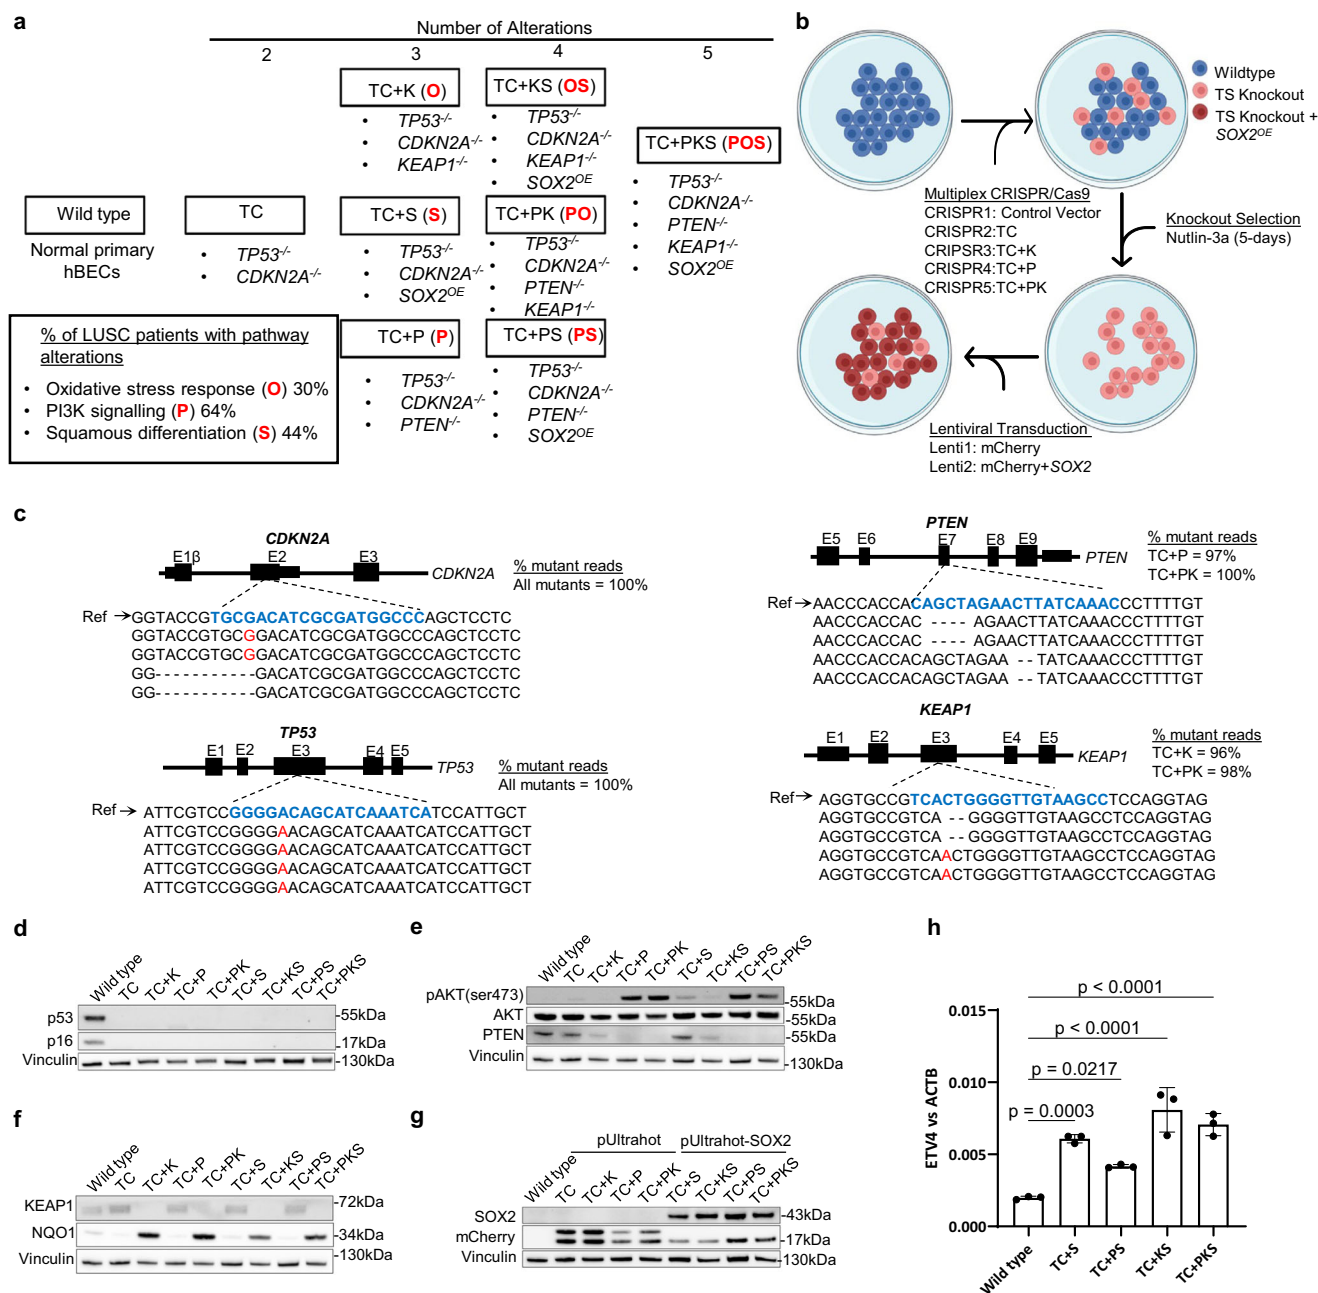 a
Number of Alterations
2
3
4
5
TC+K (O)
• TP53-/-
• CDKN2A-/-
• KEAP1-/-
TC+KS (OS)
• TP53-/-
• CDKN2A-/-
• KEAP1-/-
• SOX2OE
TC+PKS (POS)
• TP53-/-
• CDKN2A-/-
• PTEN-/-
• KEAP1-/-
• SOX2OE
Wild type
Normal primary
hBECs
TC
• TP53-/-
• CDKN2A-/-
TC+S (S)
• TP53-/-
• CDKN2A-/-
• SOX2OE
TC+PK (PO)
• TP53-/-
• CDKN2A-/-
• PTEN-/-
• KEAP1-/-
TC+P (P)
• TP53-/-
• CDKN2A-/-
• PTEN-/-
TC+PS (PS)
• TP53-/-
• CDKN2A-/-
• PTEN-/-
• SOX2OE
% of LUSC patients with pathway
alterations
• Oxidative stress response (O) 30%
• PI3K signalling (P) 64%
• Squamous differentiation (S) 44%
b
Wildtype
TS Knockout
TS Knockout +
SOX2OE
Multiplex CRISPR/Cas9
CRISPR1: Control Vector
CRISPR2:TC
CRIPSR3:TC+K
CRISPR4:TC+P
CRISPR5:TC+PK
Knockout Selection
Nutlin-3a (5-days)
Lentiviral Transduction
Lenti1: mCherry
Lenti2: mCherry+SOX2
c
CDKN2A
E1β E2 E3
CDKN2A
% mutant reads
All mutants = 100%
Ref
GGTACCGTGCGACATCGCGATGGCCCAGCTCCTC
GGTACCGTGCGGACATCGCGATGGCCCAGCTCCTC
GGTACCGTGCGGACATCGCGATGGCCCAGCTCCTC
GG-----------GACATCGCGATGGCCCAGCTCCTC
GG-----------GACATCGCGATGGCCCAGCTCCTC
PTEN
E5 E6 E7 E8 E9
PTEN
% mutant reads
TC+P = 97%
TC+PK = 100%
Ref
AACCCACCACAGCTAGAACTTATCAAACCCTTTTGT
AACCCACCAC - - - - AGAACTTATCAAACCCTTTTGT
AACCCACCAC - - - - AGAACTTATCAAACCCTTTTGT
AACCCACCACAGCTAGAA - - TATCAAACCCTTTTGT
AACCCACCACAGCTAGAA - - TATCAAACCCTTTTGT
TP53
E1 E2 E3 E4 E5
TP53
% mutant reads
All mutants = 100%
Ref
ATTCGTCCGGGGACAGCATCAAATCATCCATTGCT
ATTCGTCCGGGGAACAGCATCAAATCATCCATTGCT
ATTCGTCCGGGGAACAGCATCAAATCATCCATTGCT
ATTCGTCCGGGGAACAGCATCAAATCATCCATTGCT
ATTCGTCCGGGGAACAGCATCAAATCATCCATTGCT
KEAP1
E1 E2 E3 E4 E5
KEAP1
% mutant reads
TC+K = 96%
TC+PK = 98%
Ref
AGGTGCCGTCACTGGGGTTGTAAGCCTCCAGGTAG
AGGTGCCGTCA - - GGGGTTGTAAGCCTCCAGGTAG
AGGTGCCGTCA - - GGGGTTGTAAGCCTCCAGGTAG
AGGTGCCGTCAACTGGGGTTGTAAGCCTCCAGGTAG
AGGTGCCGTCAACTGGGGTTGTAAGCCTCCAGGTAG
d
Wild type TC TC+K TC+P TC+PK TC+S TC+KS TC+PS TC+PKS
p53 -55kDa
p16 -17kDa
Vinculin -130kDa
e
Wild type TC TC+K TC+P TC+PK TC+S TC+KS TC+PS TC+PKS
pAKT(ser473) -55kDa
AKT -55kDa
PTEN -55kDa
Vinculin -130kDa
f
Wild type TC TC+K TC+P TC+PK TC+S TC+KS TC+PS TC+PKS
KEAP1 -72kDa
NQO1 -34kDa
Vinculin -130kDa
g
pUltrahot pUltrahot-SOX2
Wild type TC TC+K TC+P TC+PK TC+S TC+KS TC+PS TC+PKS
SOX2 -43kDa
mCherry -17kDa
Vinculin -130kDa
h
ETV4 vs ACTB
0.015
0.010
0.005
0.000
p < 0.0001
p < 0.0001
p = 0.0217
p = 0.0003
Wild type TC+S TC+PS TC+KS TC+PKS